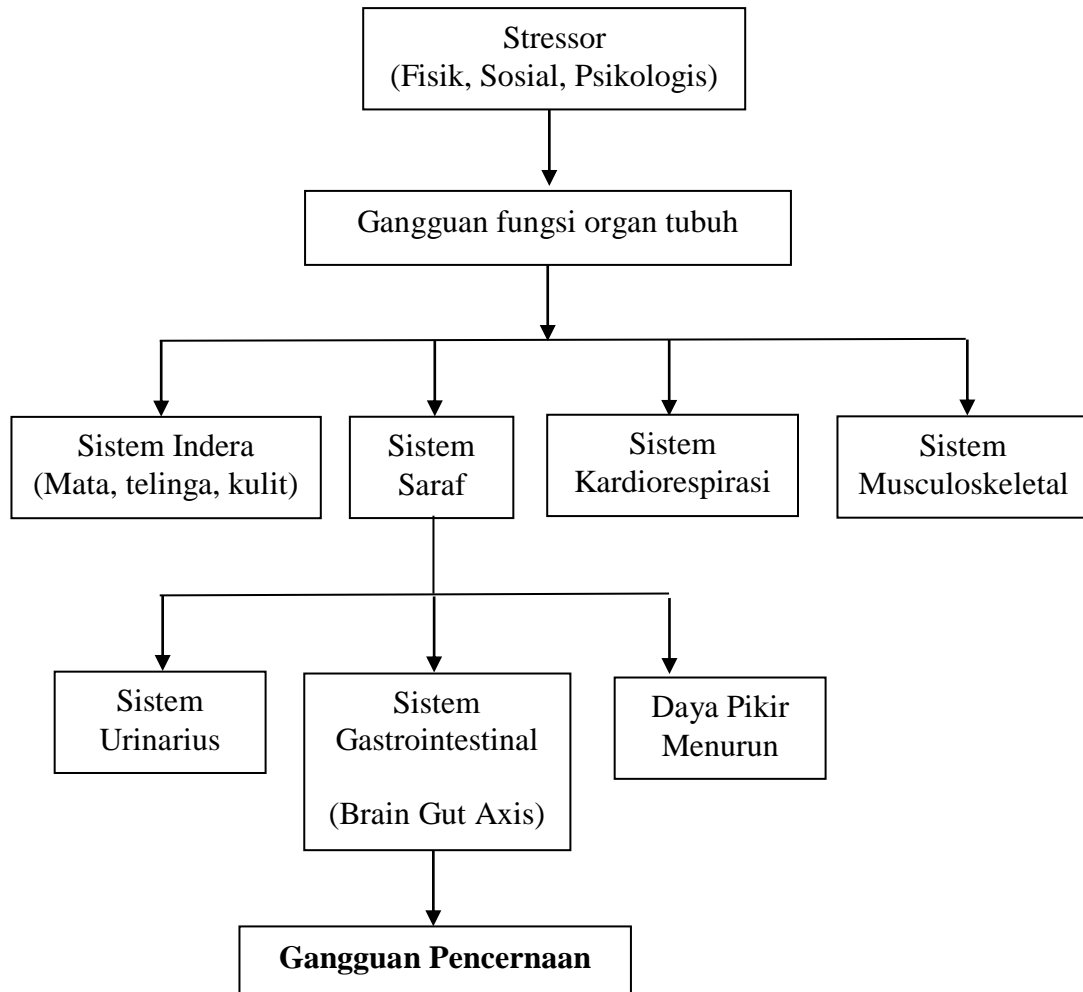 Stressor
(Fisik, Sosial, Psikologis)
Gangguan fungsi organ tubuh
Sistem Indera
(Mata, telinga, kulit)
Sistem
Saraf
Sistem
Kardiorespirasi
Sistem
Musculoskeletal
Sistem
Urinarius
Sistem
Gastrointestinal
(Brain Gut Axis)
Daya Pikir
Menurun
Gangguan Pencernaan